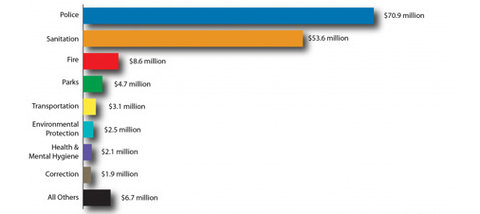 Police $70.9 million
Sanitation $53.6 million
Fire $8.6 million
Parks $4.7 million
Transportation $3.1 million
Environmental
Protection $2.5 million
Health &
Mental Hygiene $2.1 million
Correction $1.9 million
All Others $6.7 million